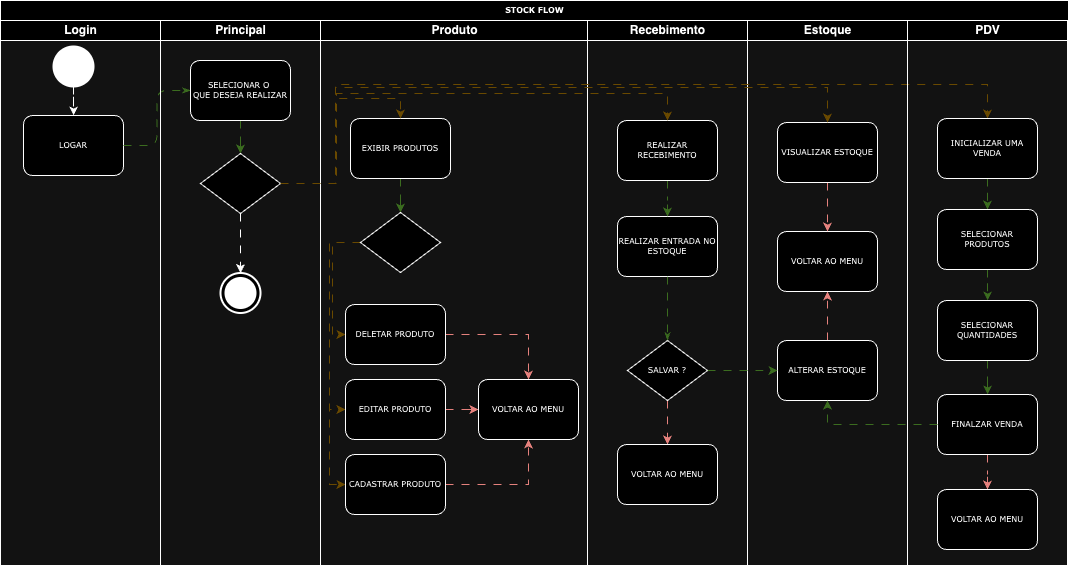 STOCK FLOW
Login
Principal
Produto
Recebimento
Estoque
PDV
LOGAR
SELECIONAR O
QUE DESEJA REALIZAR
EXIBIR PRODUTOS
DELETAR PRODUTO
EDITAR PRODUTO
CADASTRAR PRODUTO
VOLTAR AO MENU
REALIZAR
RECEBIMENTO
REALIZAR ENTRADA NO
ESTOQUE
SALVAR ?
VOLTAR AO MENU
VISUALIZAR ESTOQUE
VOLTAR AO MENU
ALTERAR ESTOQUE
INICIALIZAR UMA
VENDA
SELECIONAR
PRODUTOS
SELECIONAR
QUANTIDADES
FINALZAR VENDA
VOLTAR AO MENU